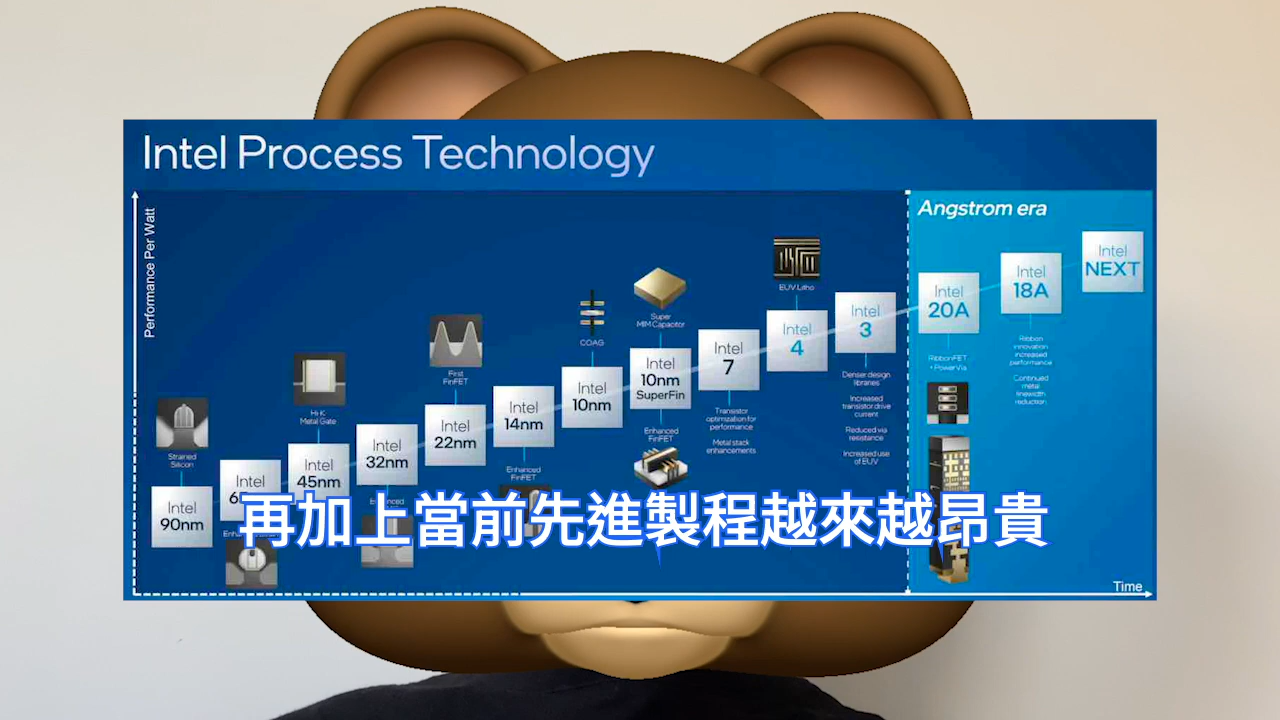 Intel Process Technology
Performance Per Watt
Angstrom era
Intel
NEXT
Intel
18A
Intel
20A
Ribbon
innovation
increased
performance
Continued
metal
linewidth
reduction
RibbonFET
+ PowerVia
EUV Litho
Intel
3
Denser design
libraries
Increased
transistor drive
current
Reduced via
resistance
Increased use
of EUV
Intel
4
Intel
7
Transistor
optimization for
performance
Metal stack
enhancements
Super
MIM Capacitor
Intel
10nm
SuperFin
Enhanced
FinFET
COAG
Intel
10nm
Intel
14nm
Enhanced
FinFET
First
FinFET
Intel
22nm
Intel
32nm
Hi K
Metal Gate
Intel
45nm
Intel
Strained
Silicon
Intel
90nm
再加上當前先進製程越來越昂貴
Time